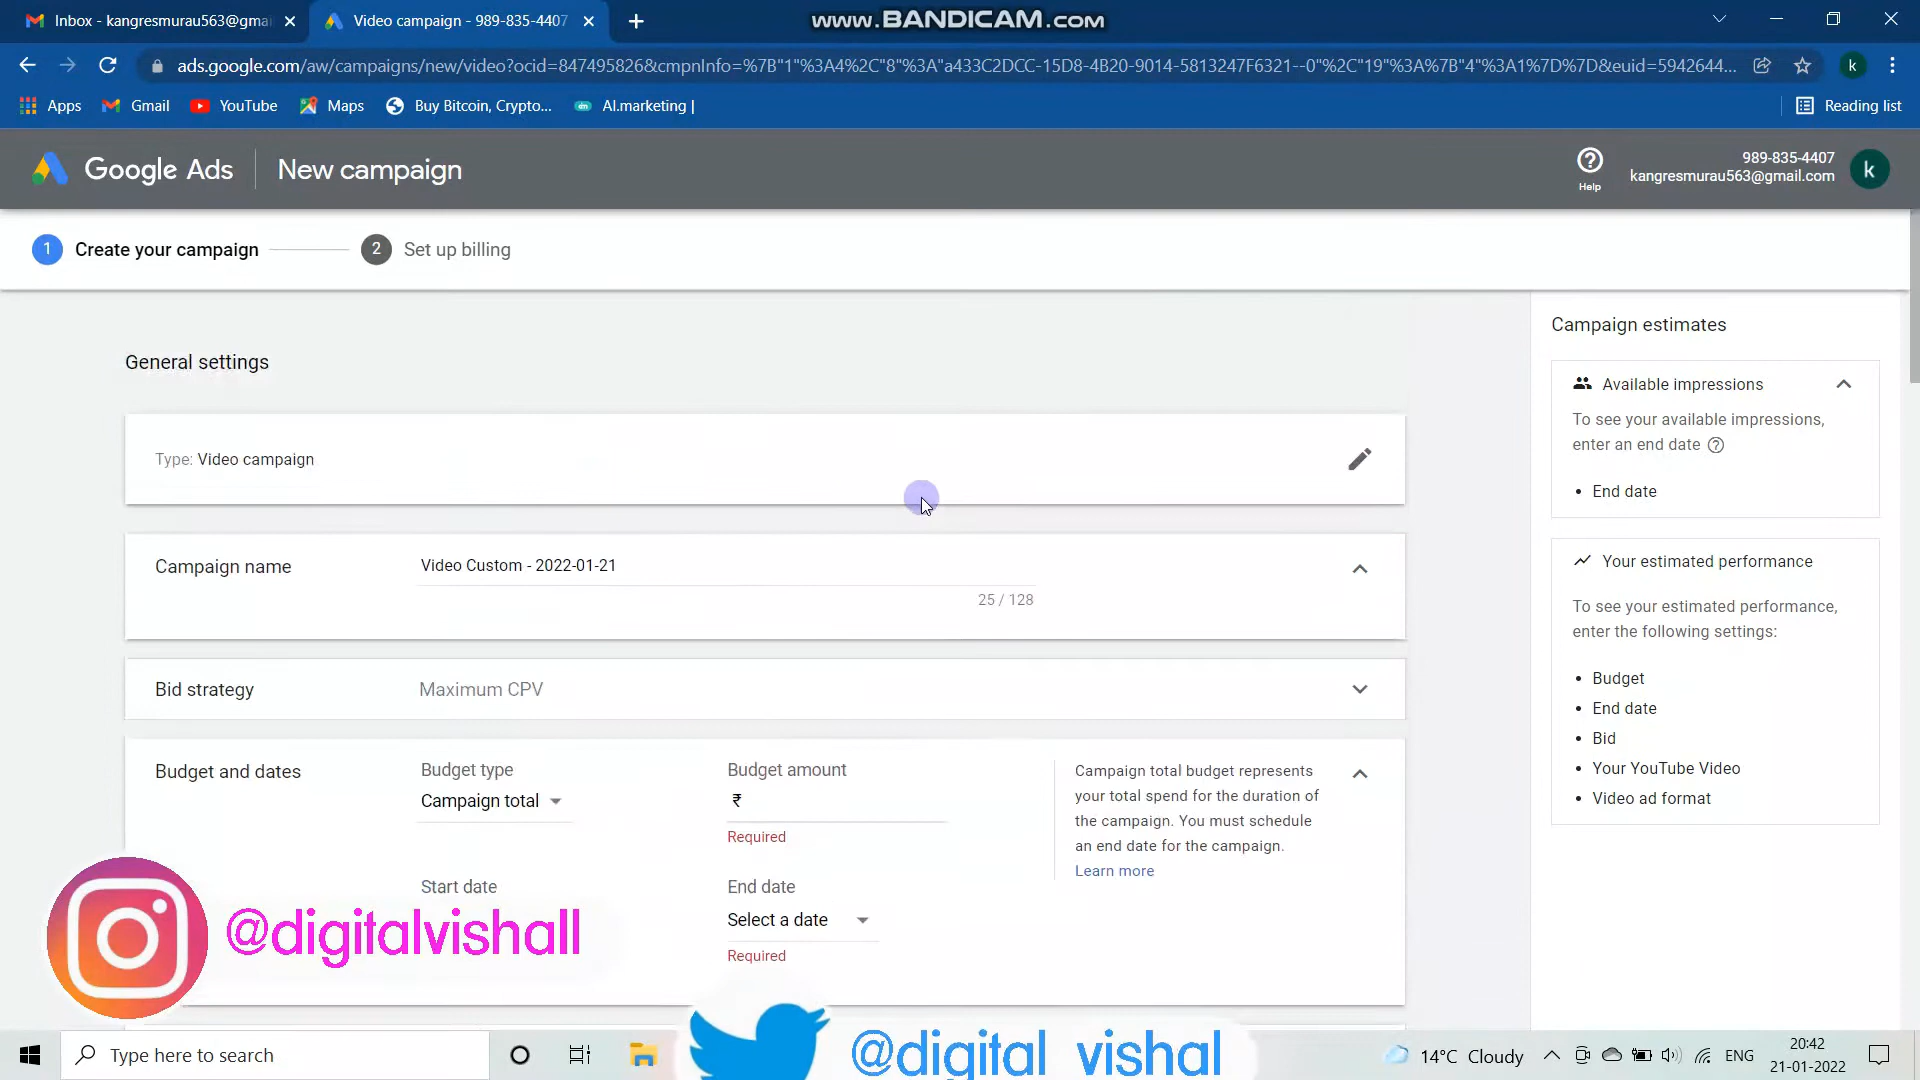 Inbox - kangresmurau563@gmai
Video campaign - 989-835-4407
www.BANDICAM.com
ads.google.com/aw/campaigns/new/video?ocid=847495826&cmpnInfo=%7B"1"%3A4%2C"8"%3A"a433C2DCC-15D8-4B20-9014-5813247F6321--0"%2C"19"%3A%7B"4"%3A1%7D%7D&euid=5942644...
k
Apps
Gmail
YouTube
Maps
Buy Bitcoin, Crypto...
AI.marketing |
Reading list
Google Ads
New campaign
Help
989-835-4407
kangresmurau563@gmail.com
k
1 Create your campaign
2 Set up billing
General settings
Type: Video campaign
Campaign name
Video Custom - 2022-01-21
25 / 128
Bid strategy
Maximum CPV
Budget and dates
Budget type
Campaign total
Budget amount
₹
Required
Start date
End date
Select a date
Required
Campaign total budget represents
your total spend for the duration of
the campaign. You must schedule
an end date for the campaign.
Learn more
Campaign estimates
Available impressions
To see your available impressions,
enter an end date
• End date
Your estimated performance
To see your estimated performance,
enter the following settings:
• Budget
• End date
• Bid
• Your YouTube Video
• Video ad format
@digitalvishall
@digital_vishal
Type here to search
14°C Cloudy
ENG
20:42
21-01-2022